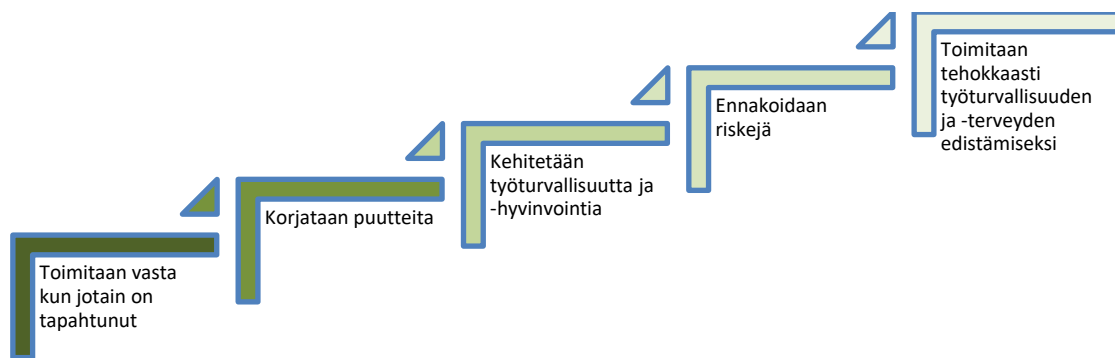 Toimitaan vasta
kun jotain on
tapahtunut
Korjataan puutteita
Kehitetään
työturvallisuutta ja
-hyvinvointia
Ennakoidaan
riskejä
Toimitaan
tehokkaasti
työturvallisuuden
ja -terveyden
edistämiseksi